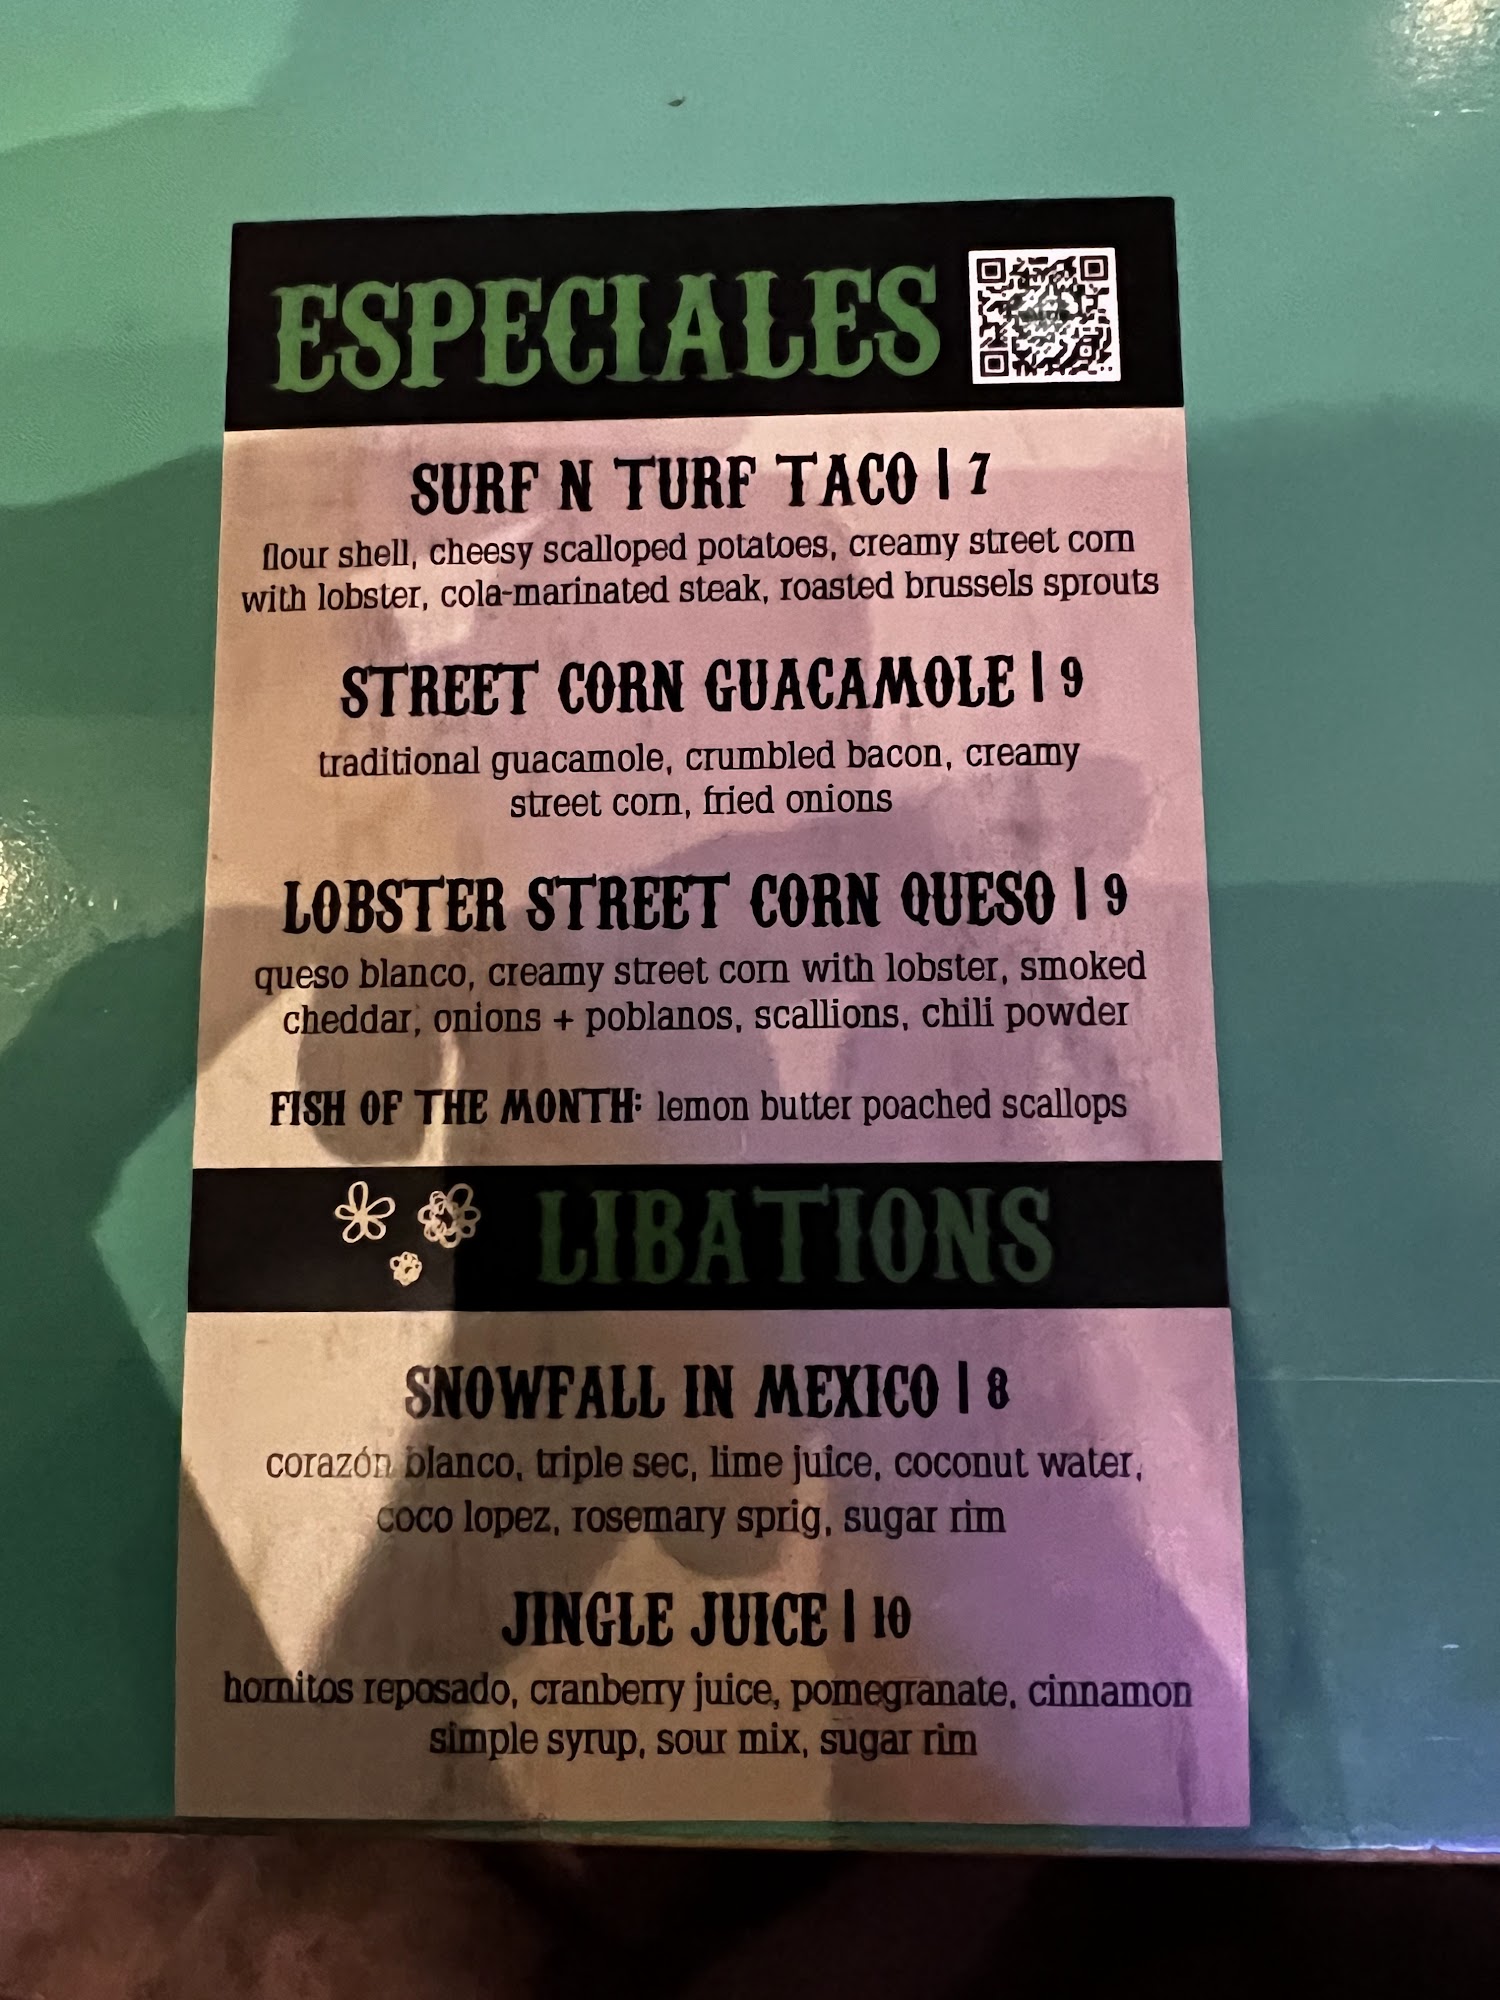 ESPECIALES
SURF N TURF TACO | 7
flour shell, cheesy scalloped potatoes, creamy street corn
with lobster, cola-marinated steak, roasted brussels sprouts
STREET CORN GUACAMOLE | 9
traditional guacamole, crumbled bacon, creamy
street corn, fried onions
LOBSTER STREET CORN QUESO | 9
queso blanco, creamy street corn with lobster, smoked
cheddar, onions + poblanos, scallions, chili powder
FISH OF THE MONTH: lemon butter poached scallops
LIBATIONS
SNOWFALL IN MEXICO | 8
corazón blanco, triple sec, lime juice, coconut water,
coco lopez, rosemary sprig, sugar rim
JINGLE JUICE | 10
hornitos reposado, cranberry juice, pomegranate, cinnamon
simple syrup, sour mix, sugar rim